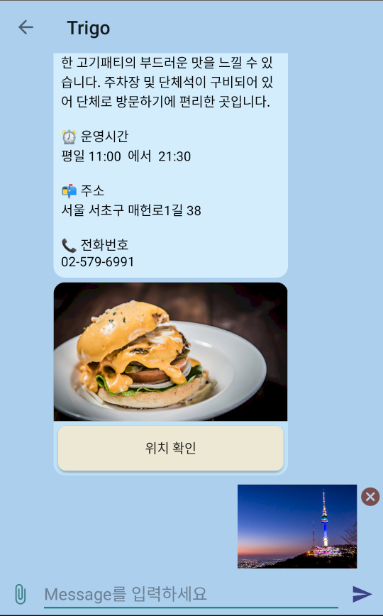 Trigo
한 고기패티의 부드러운 맛을 느낄 수 있
습니다. 주차장 및 단체석이 구비되어 있
어 단체로 방문하기에 편리한 곳입니다.
⏰ 운영시간
평일 11:00 에서 21:30
📬 주소
서울 서초구 매헌로1길 38
📞 전화번호
02-579-6991
위치 확인
Message를 입력하세요